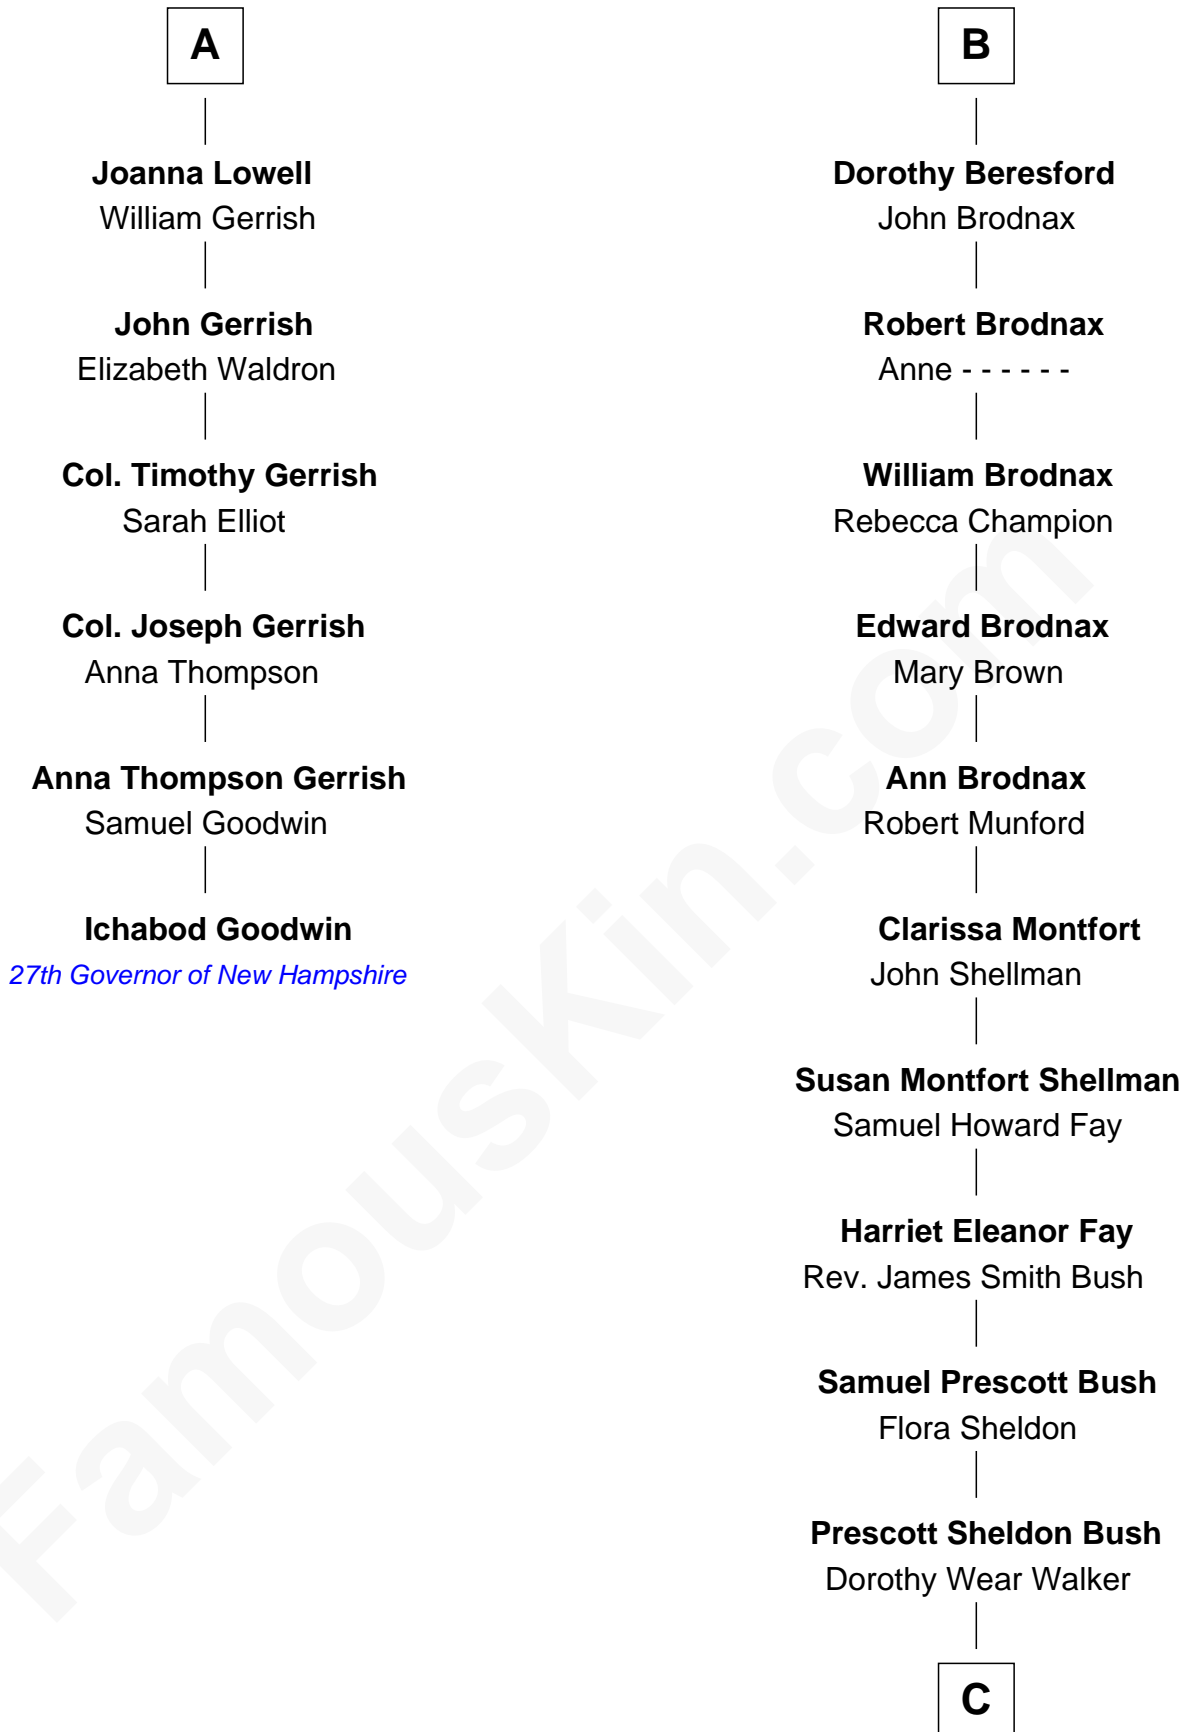 A
Joanna Lowell
William Gerrish
John Gerrish
Elizabeth Waldron
Col. Timothy Gerrish
Sarah Elliot
Col. Joseph Gerrish
Anna Thompson
Anna Thompson Gerrish
Samuel Goodwin
Ichabod Goodwin
27th Governor of New Hampshire
B
Dorothy Beresford
John Brodnax
Robert Brodnax
Anne - - - - - -
William Brodnax
Rebecca Champion
Edward Brodnax
Mary Brown
Ann Brodnax
Robert Munford
Clarissa Montfort
John Shellman
Susan Montfort Shellman
Samuel Howard Fay
Harriet Eleanor Fay
Rev. James Smith Bush
Samuel Prescott Bush
Flora Sheldon
Prescott Sheldon Bush
Dorothy Wear Walker
C
FamousKin.com